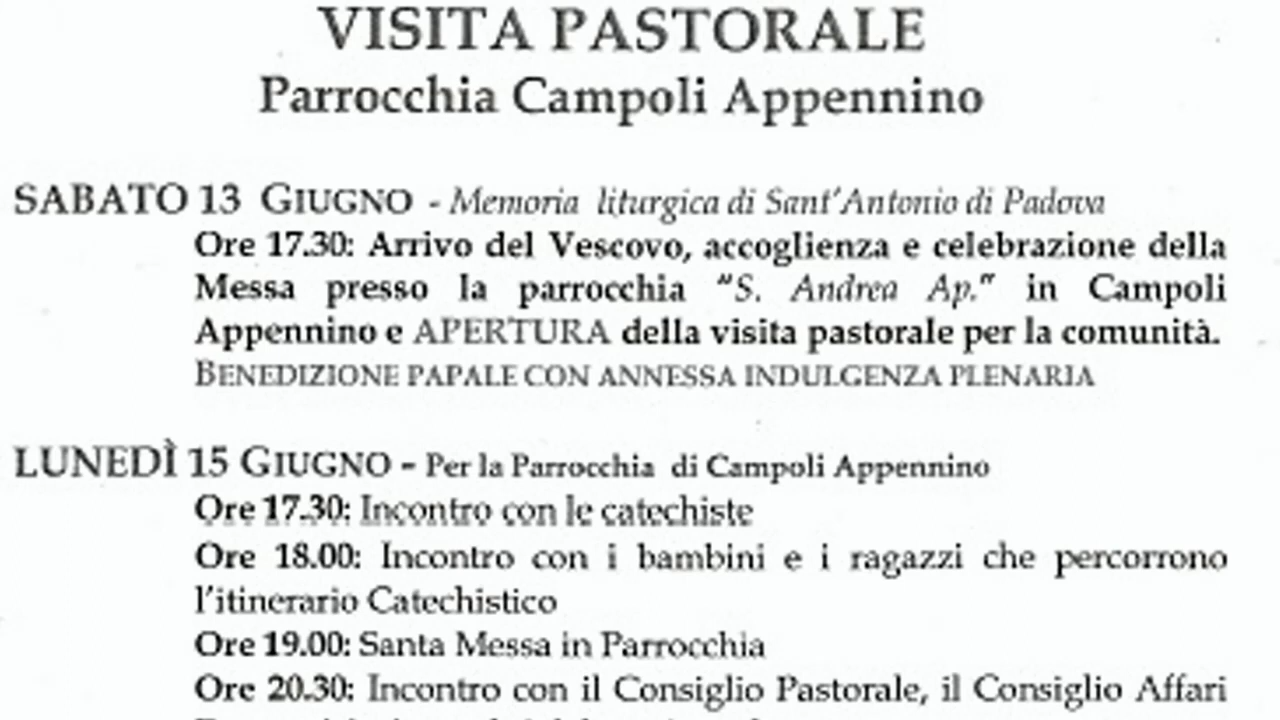 VISITA PASTORALE
Parrocchia Campoli Appennino
SABATO 13 GIUGNO - Memoria liturgica di Sant'Antonio di Padova
Ore 17.30: Arrivo del Vescovo, accoglienza e celebrazione della
Messa presso la parrocchia "S. Andrea Ap." in Campoli
Appennino e APERTURA della visita pastorale per la comunità.
BENEDIZIONE PAPALE CON ANNESSA INDULGENZA PLENARIA
LUNEDÌ 15 GIUGNO - Per la Parrocchia di Campoli Appennino
Ore 17.30: Incontro con le catechiste
Ore 18.00: Incontro con i bambini e i ragazzi che percorrono
l'itinerario Catechistico
Ore 19.00: Santa Messa in Parrocchia
Ore 20.30: Incontro con il Consiglio Pastorale, il Consiglio Affari